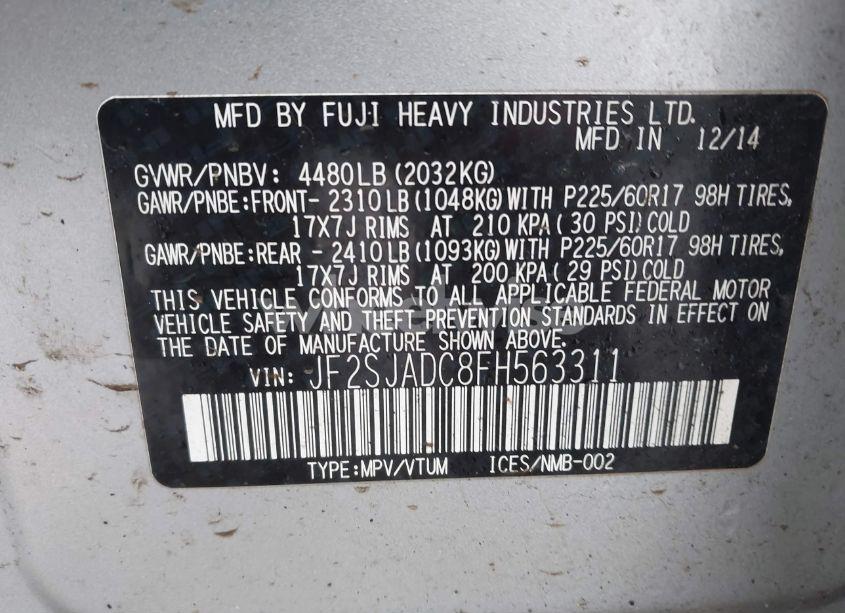 MFD BY FUJI HEAVY INDUSTRIES LTD.
MFD IN 12/14
GVWR/PNBV: 4480LB(2032KG)
GAWR/PNBE:FRONT- 2310LB(1048KG)WITH P225/60R17 98H TIRES,
17X7J RIMS AT 210 KPA(30 PSI)COLD
GAWR/PNBE:REAR - 2410LB(1093KG)WITH P225/60R17 98H TIRES,
17X7J RIMS AT 200 KPA(29 PSI)COLD
THIS VEHICLE CONFORMS TO ALL APPLICABLE FEDERAL MOTOR
VEHICLE SAFETY AND THEFT PREVENTION STANDARDS IN EFFECT ON
THE DATE OF MANUFACTURE SHOWN ABOVE.
VIN: JF2SJADC8FH563311
TYPE:MPV/VTUM ICES/NMB-002